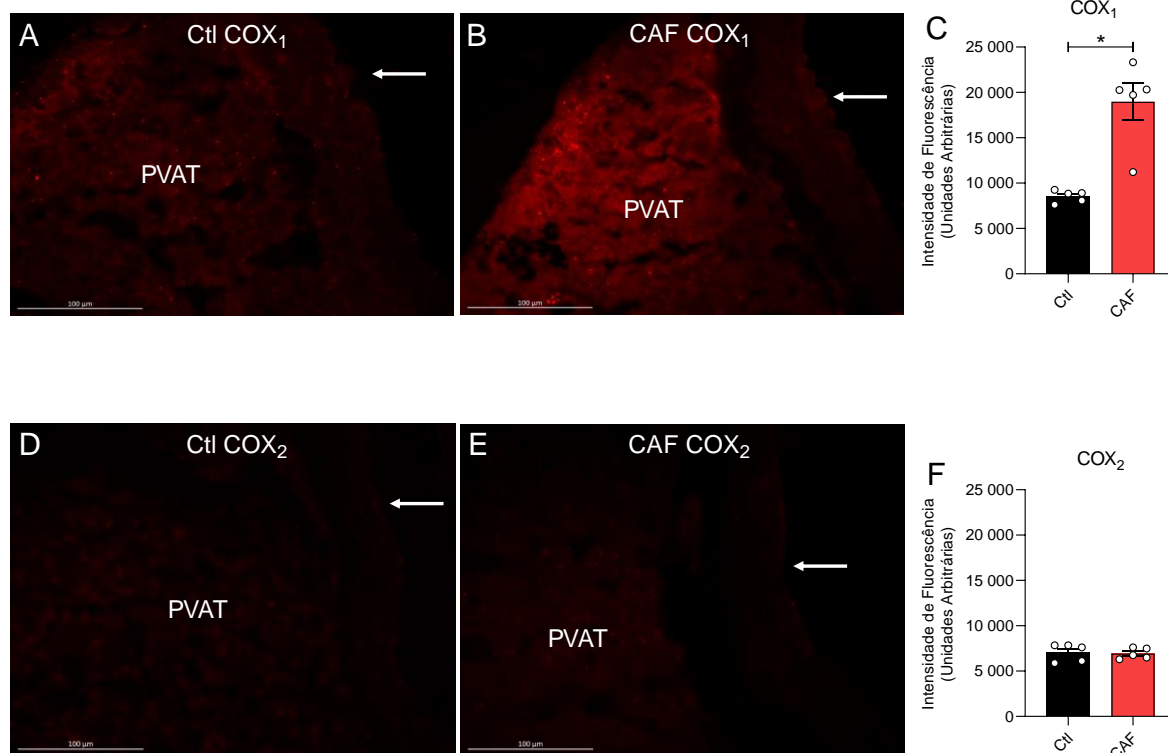 A
Ctl COX₁
PVAT
100 µm
B
CAF COX₁
PVAT
100 µm
C
COX₁
Intensidade de Fluorescência
(Unidades Arbitrárias)
25 000
20 000
15 000
10 000
5 000
0
*
Ctl
CAF
D
Ctl COX₂
PVAT
100 µm
E
CAF COX₂
PVAT
100 µm
F
COX₂
Intensidade de Fluorescência
(Unidades Arbitrárias)
25 000
20 000
15 000
10 000
5 000
0
Ctl
CAF